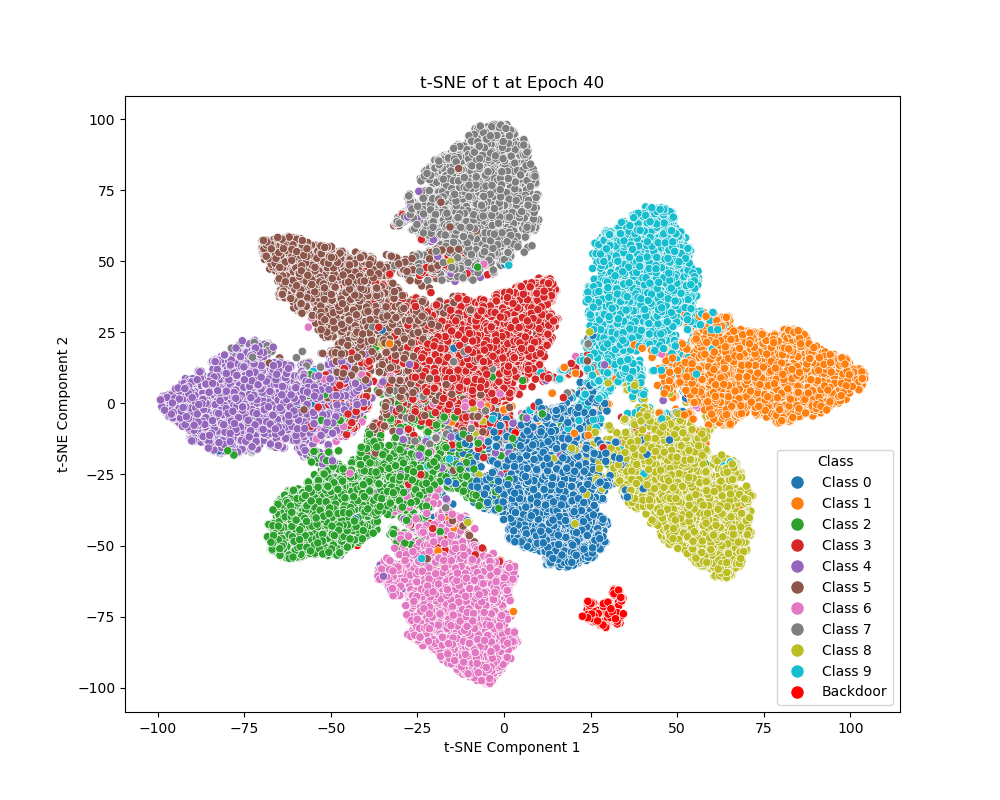 t-SNE of t at Epoch 40
t-SNE Component 2
100
75
50
25
0
−25
−50
−75
−100
−100
−75
−50
−25
0
25
50
75
100
t-SNE Component 1
Class
Class 0
Class 1
Class 2
Class 3
Class 4
Class 5
Class 6
Class 7
Class 8
Class 9
Backdoor